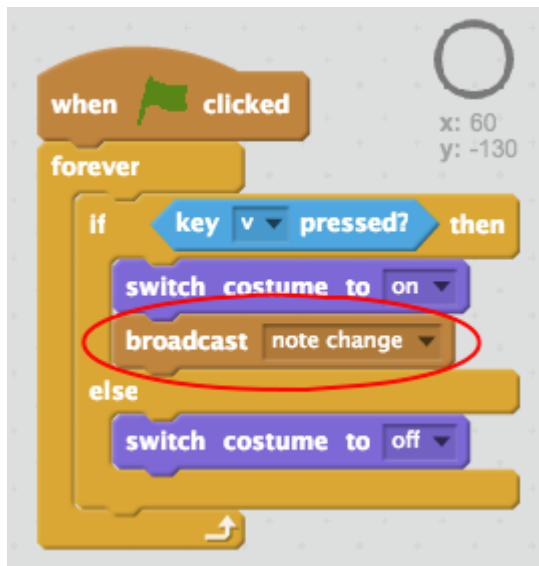 when clicked
x: 60
y: -130
forever
if key v pressed? then
switch costume to on
broadcast note change
else
switch costume to off